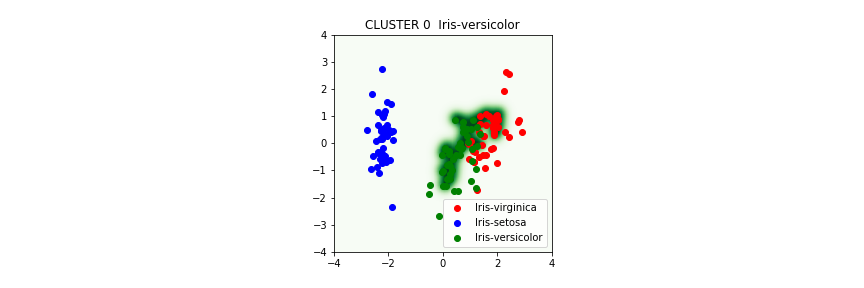 CLUSTER 0  Iris-versicolor
4
3
2
1
0
−1
−2
−3
−4
−4 −2 0 2 4
Iris-virginica
Iris-setosa
Iris-versicolor